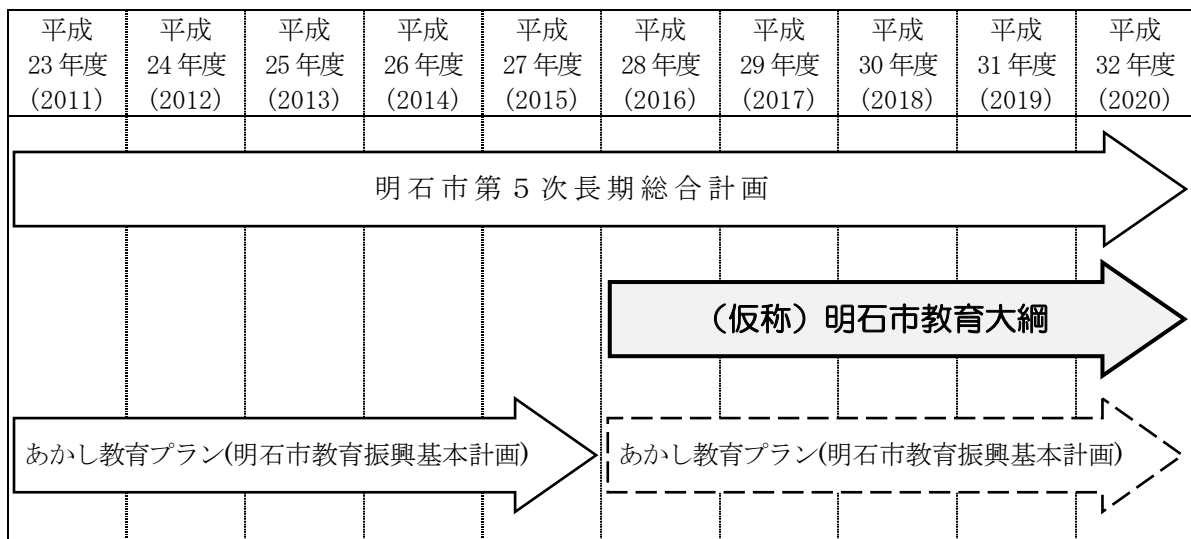 平成 平成 平成 平成 平成 平成 平成 平成 平成 平成
23年度 24年度 25年度 26年度 27年度 28年度 29年度 30年度 31年度 32年度
(2011) (2012) (2013) (2014) (2015) (2016) (2017) (2018) (2019) (2020)
明石市第5次長期総合計画
(仮称)明石市教育大綱
あかし教育プラン(明石市教育振興基本計画) あかし教育プラン(明石市教育振興基本計画)